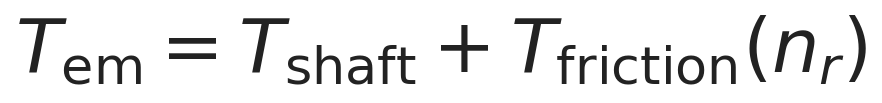 T_em = T_shaft + T_friction(n_r)